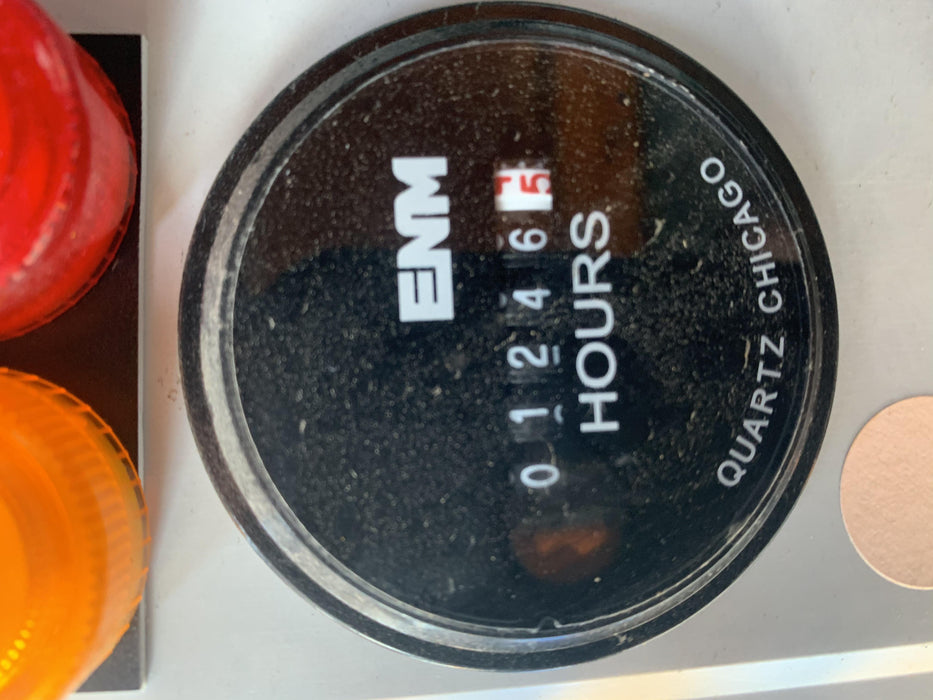 ENM
0 1 2 4 6 5
HOURS
QUARTZ CHICAGO